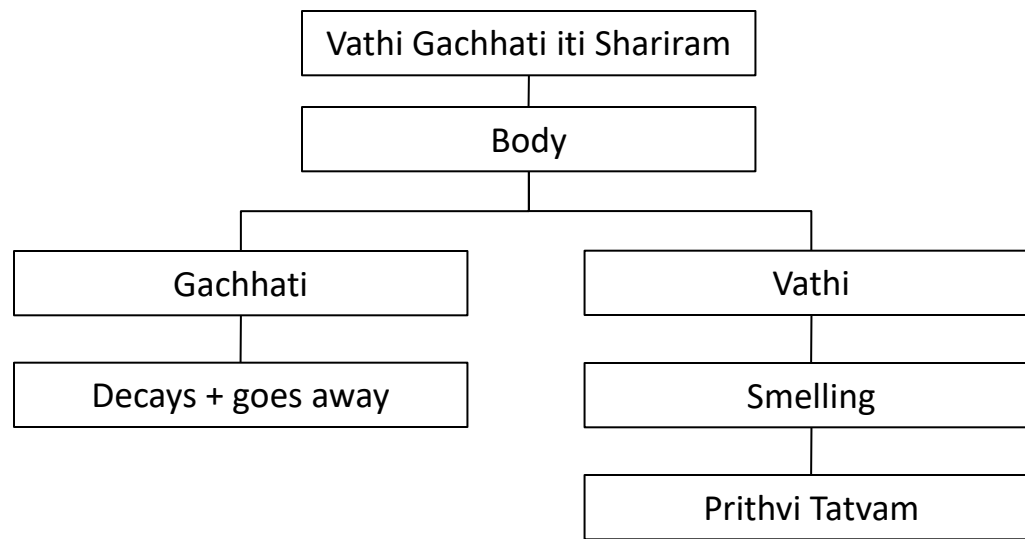 Vathi Gachhati iti Shariram
Body
Gachhati
Vathi
Decays + goes away
Smelling
Prithvi Tatvam